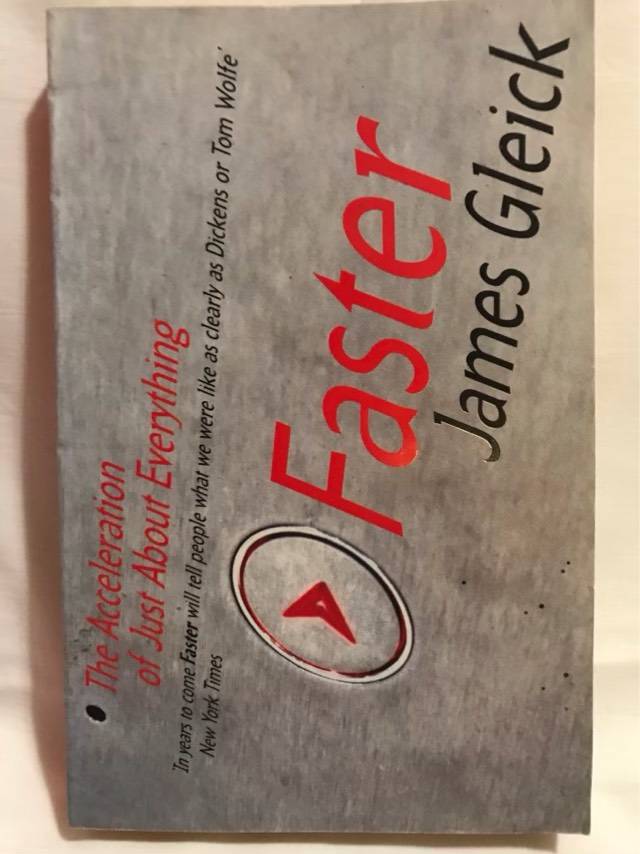 The Acceleration
of Just About Everything
'In years to come Faster will tell people what we were like as clearly as Dickens or Tom Wolfe'
New York Times
Faster
James Gleick